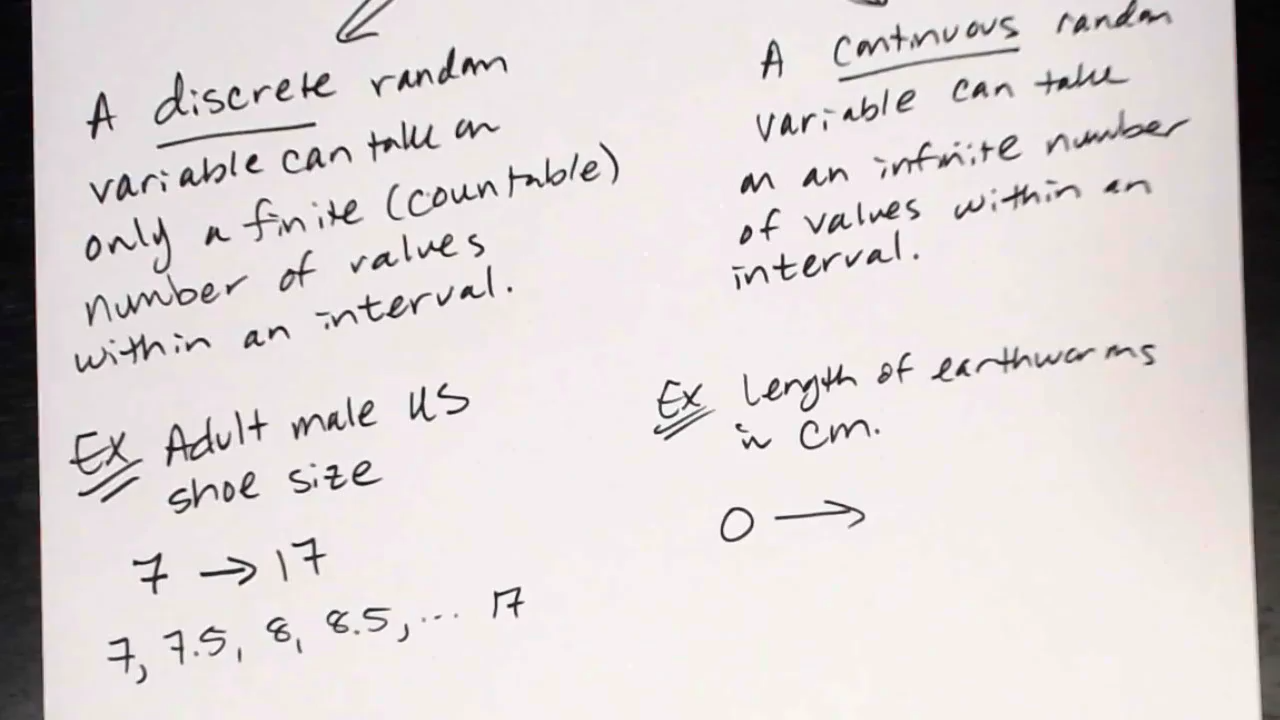 A discrete random
variable can take on
only a finite (countable)
number of values
within an interval.
Ex Adult male US
shoe size
7 → 17
7, 7.5, 8, 8.5, ... 17
A continuous random
variable can take
on an infinite number
of values within an
interval.
Ex Length of earthworms
in cm.
0 →